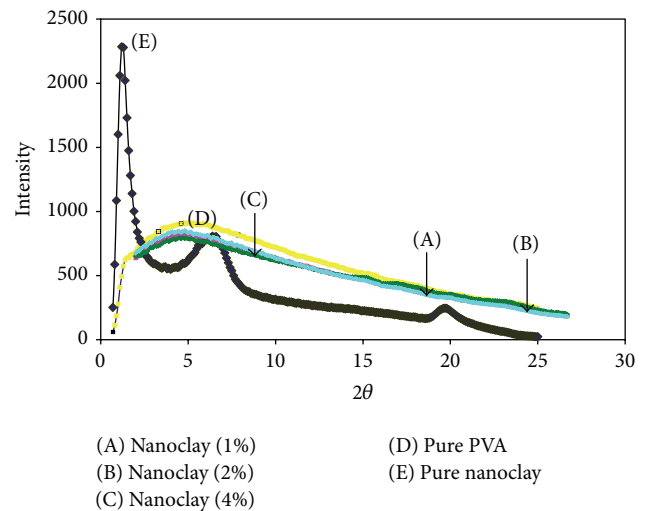 2500
2000
1500
1000
500
0
Intensity
(E)
(D)
(C)
(A)
(B)
0 5 10 15 20 25 30
2θ
(A) Nanoclay (1%)
(B) Nanoclay (2%)
(C) Nanoclay (4%)
(D) Pure PVA
(E) Pure nanoclay